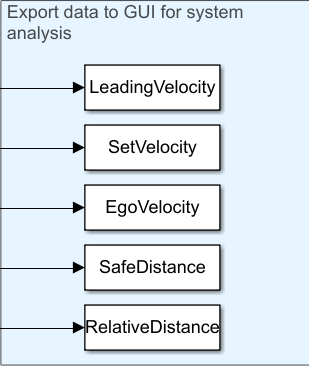 Export data to GUI for system
analysis
LeadingVelocity
SetVelocity
EgoVelocity
SafeDistance
RelativeDistance